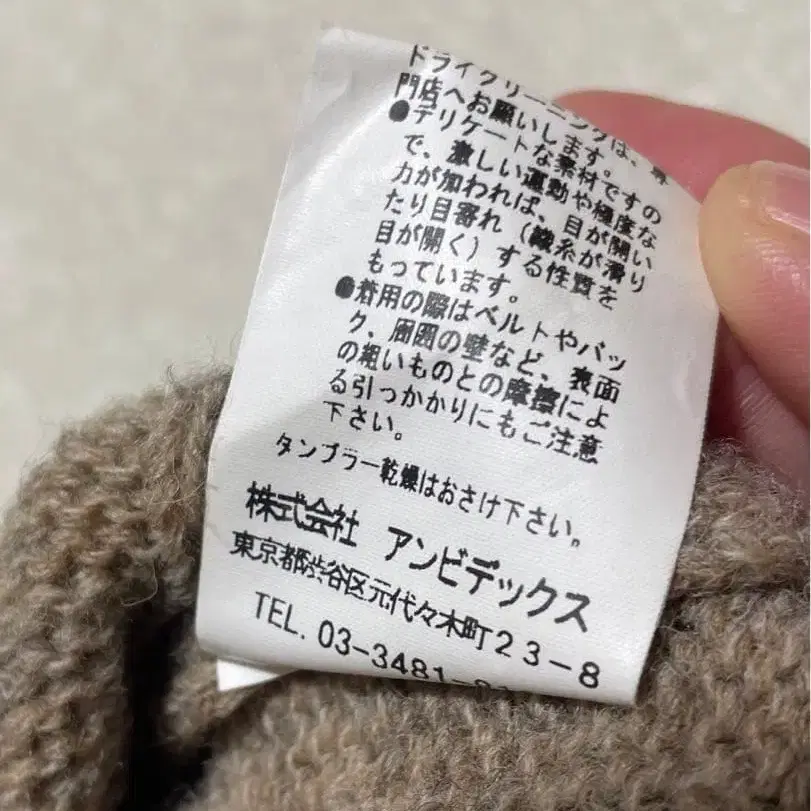 ドライクリーニングは、専
門店へお願いします。
●デリケートな素材ですの
で、激しい運動や極度な
力が加われば、目が開い
たり目寄れ（織糸が滑り
目が開く）する性質を
もっています。
●着用の際はベルトやバッ
ク、周囲の壁など、表面
の粗いものとの摩擦によ
る引っかかりにもご注意
下さい。
タンブラー乾燥はおさけ下さい。
株式会社 アンビデックス
東京都渋谷区元代々木町23-8
TEL. 03-3481-